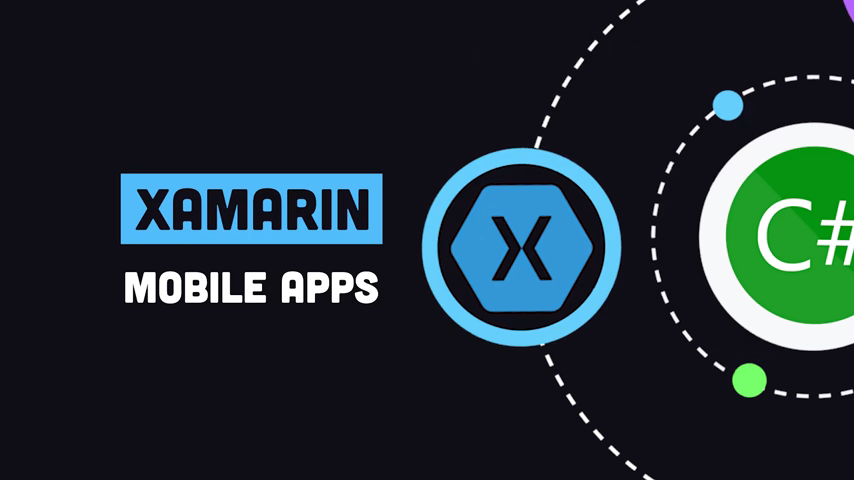 XAMARIN
MOBILE APPS
X
C#